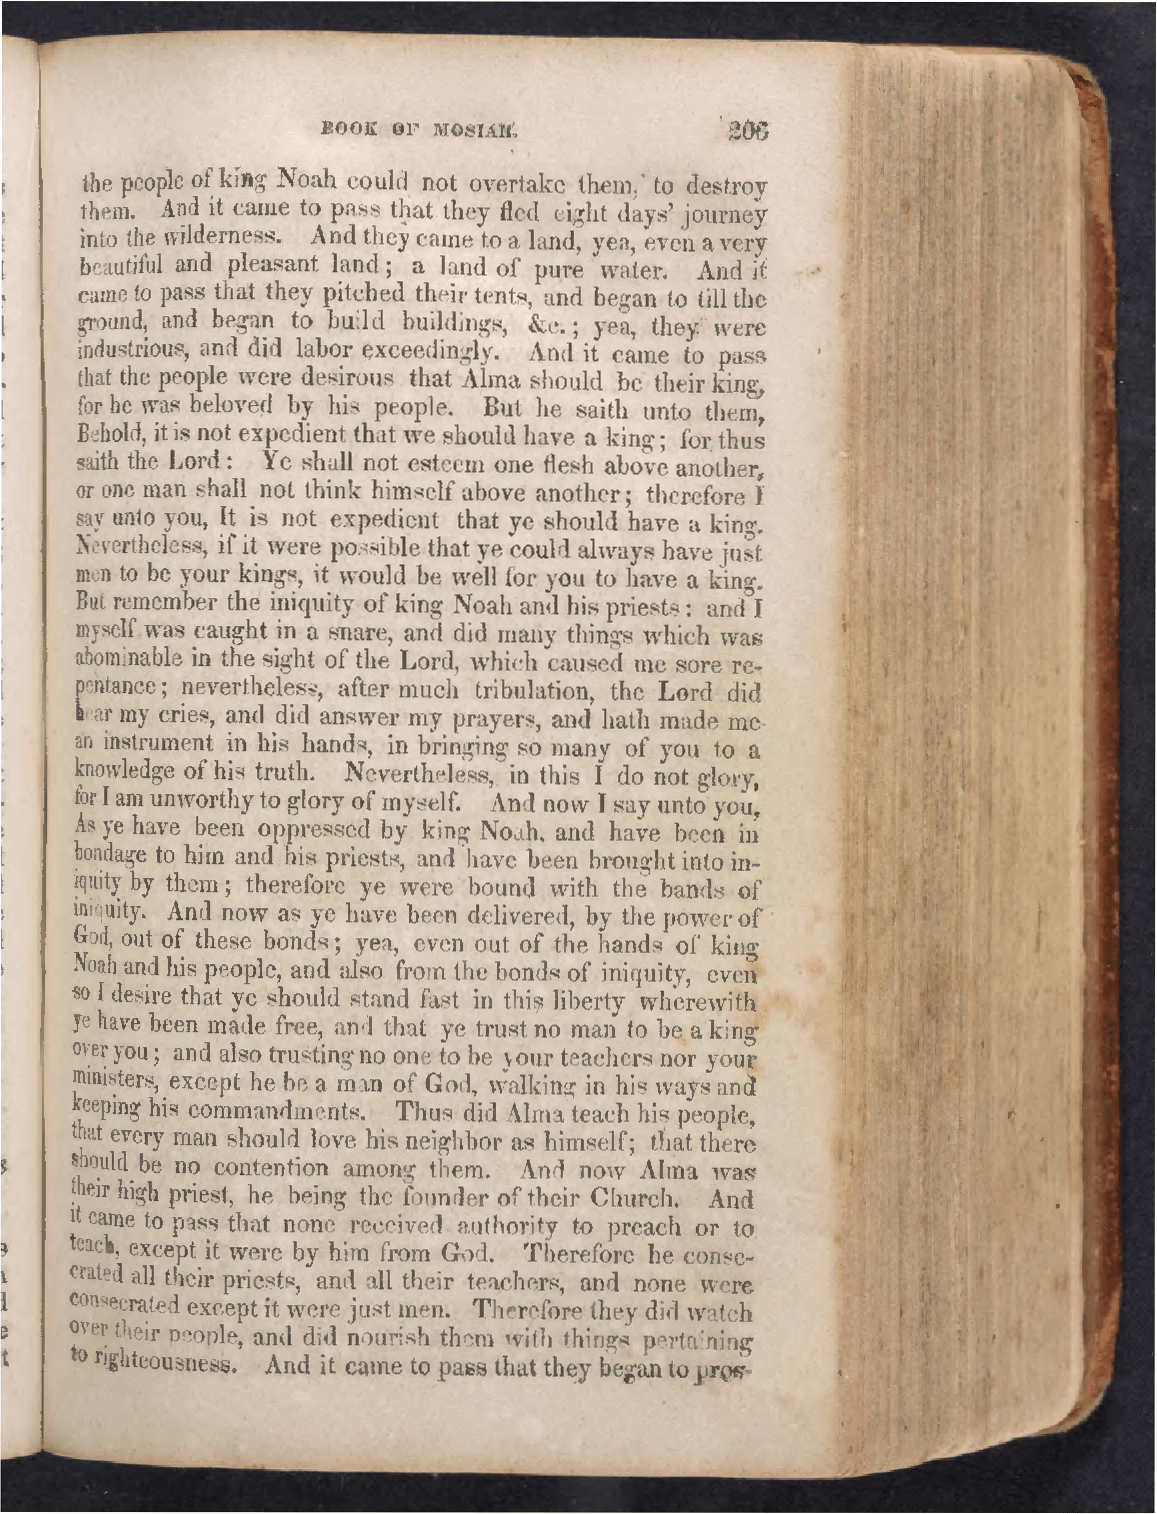 BOOK OF MOSIAH. 206
the people of king Noah could not overtake them, to destroy
them. And it came to pass that they fled eight days' journey
into the wilderness. And they came to a land, yea, even a very
beautiful and pleasant land; a land of pure water. And it
came to pass that they pitched their tents, and began to till the
ground, and began to build buildings, &c.; yea, they were
industrious, and did labor exceedingly. And it came to pass
that the people were desirous that Alma should be their king,
for he was beloved by his people. But he saith unto them,
Behold, it is not expedient that we should have a king; for thus
saith the Lord: Ye shall not esteem one flesh above another,
or one man shall not think himself above another; therefore I
say unto you, It is not expedient that ye should have a king.
Nevertheless, if it were possible that ye could always have just
men to be your kings, it would be well for you to have a king.
But remember the iniquity of king Noah and his priests: and I
myself was caught in a snare, and did many things which was
abominable in the sight of the Lord, which caused me sore re-
pentance; nevertheless, after much tribulation, the Lord did
hear my cries, and did answer my prayers, and hath made me
an instrument in his hands, in bringing so many of you to a
knowledge of his truth. Nevertheless, in this I do not glory,
for I am unworthy to glory of myself. And now I say unto you,
As ye have been oppressed by king Noah, and have been in
bondage to him and his priests, and have been brought into in-
iquity by them; therefore ye were bound with the bands of
iniquity. And now as ye have been delivered, by the power of
God, out of these bonds; yea, even out of the hands of king
Noah and his people, and also from the bonds of iniquity, even
so I desire that ye should stand fast in this liberty wherewith
ye have been made free, and that ye trust no man to be a king
over you; and also trusting no one to be your teachers nor your
ministers, except he be a man of God, walking in his ways and
keeping his commandments. Thus did Alma teach his people,
that every man should love his neighbor as himself; that there
should be no contention among them. And now Alma was
their high priest, he being the founder of their Church. And
it came to pass that none received authority to preach or to
teach, except it were by him from God. Therefore he conse-
crated all their priests, and all their teachers, and none were
consecrated except it were just men. Therefore they did watch
over their people, and did nourish them with things pertaining
to righteousness. And it came to pass that they began to pros-